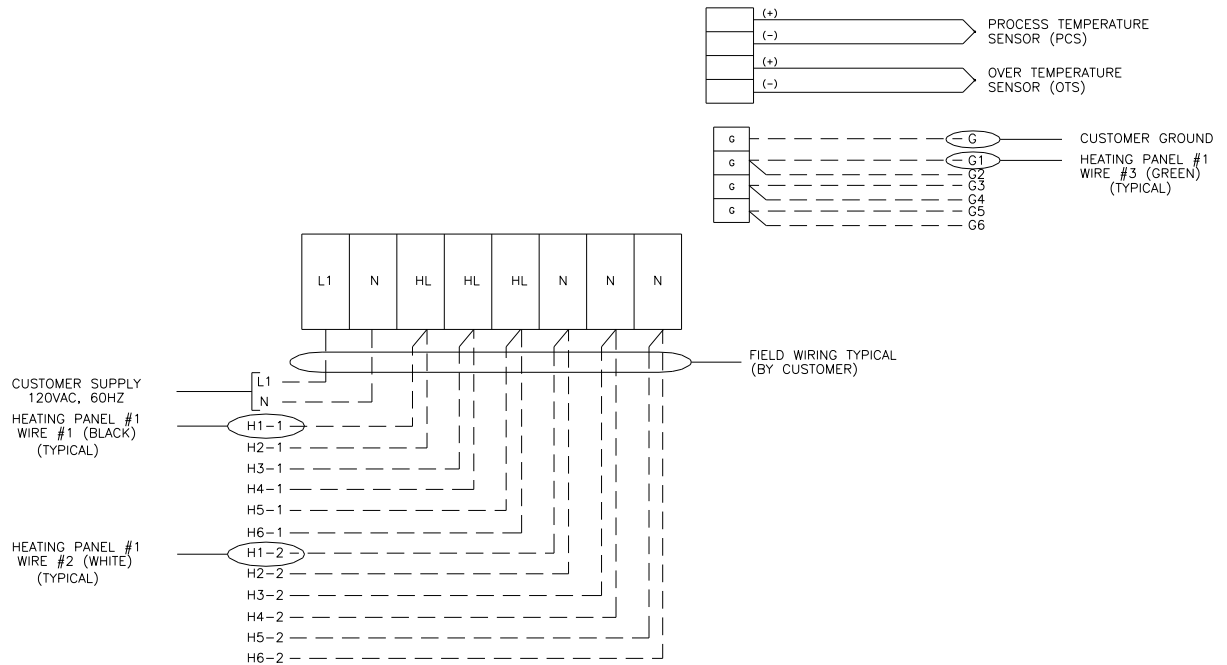 (+)
(-)
PROCESS TEMPERATURE
SENSOR (PCS)
(+)
(-)
OVER TEMPERATURE
SENSOR (OTS)
G
G
G
G
G
CUSTOMER GROUND
G1
HEATING PANEL #1
WIRE #3 (GREEN)
(TYPICAL)
G2
G3
G4
G5
G6
L1
N
HL
HL
HL
N
N
N
FIELD WIRING TYPICAL
(BY CUSTOMER)
CUSTOMER SUPPLY
120VAC, 60HZ
L1
N
HEATING PANEL #1
WIRE #1 (BLACK)
(TYPICAL)
H1-1
H2-1
H3-1
H4-1
H5-1
H6-1
HEATING PANEL #1
WIRE #2 (WHITE)
(TYPICAL)
H1-2
H2-2
H3-2
H4-2
H5-2
H6-2